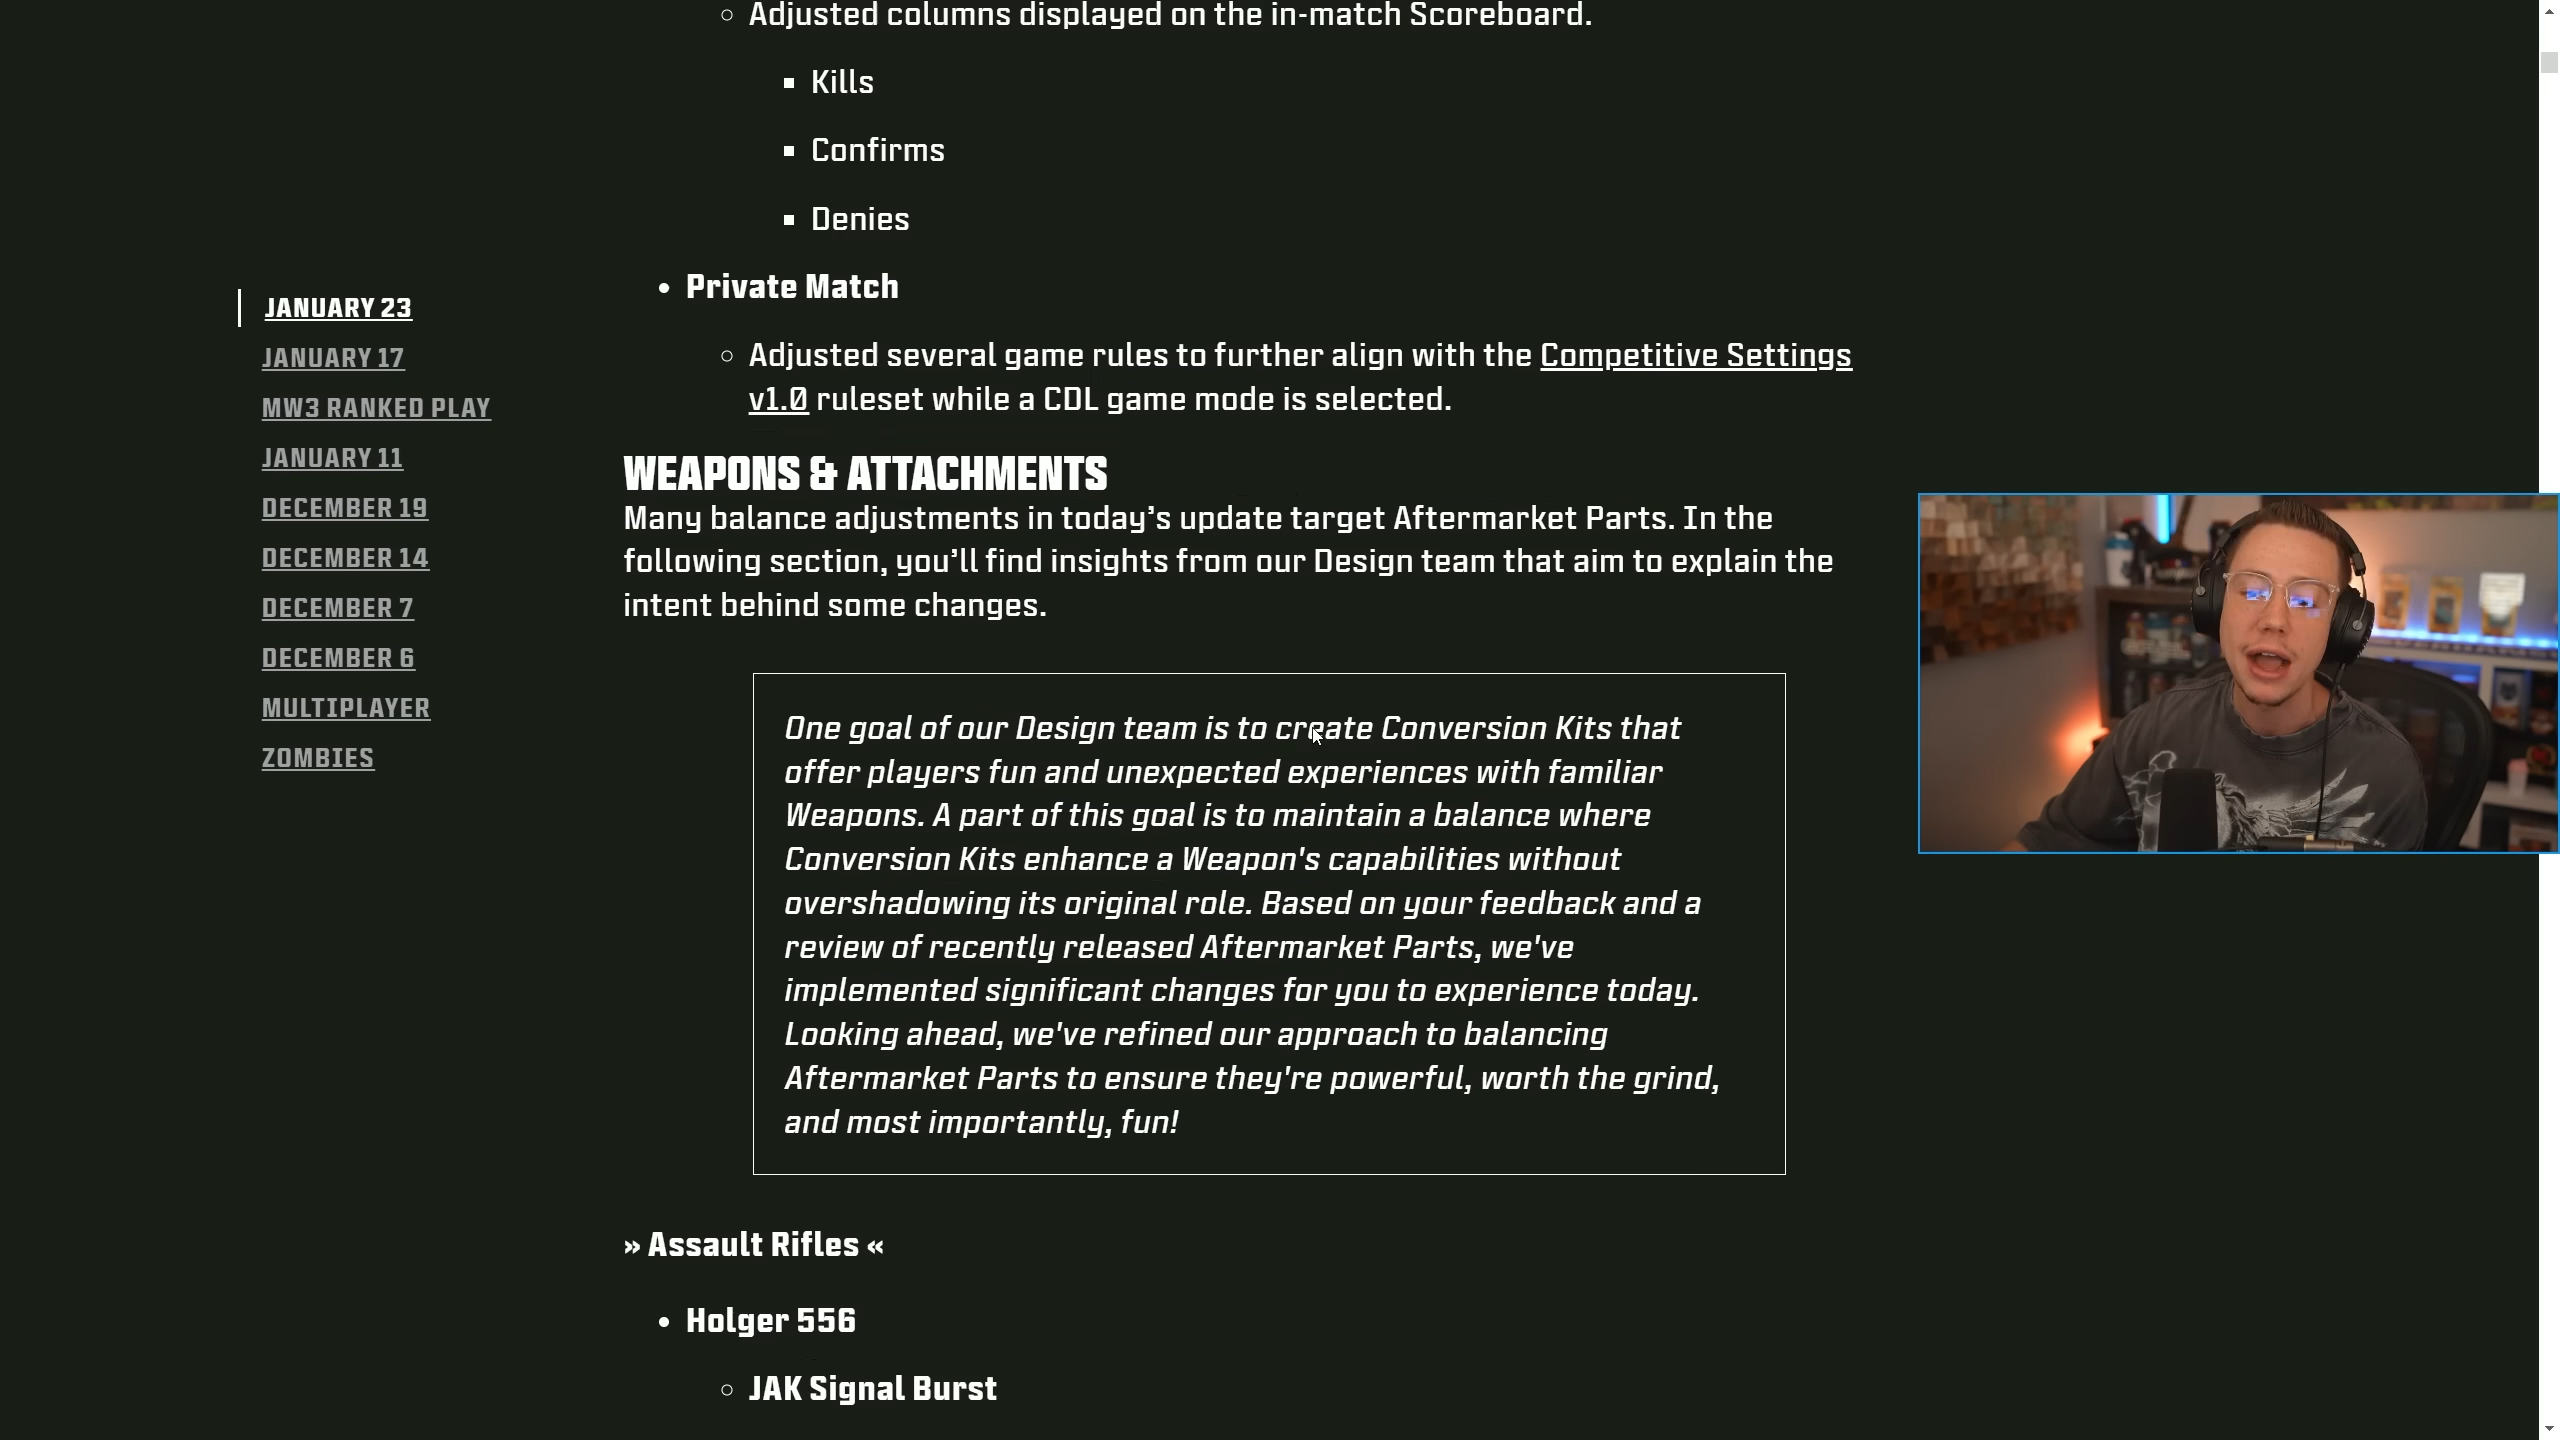 Adjusted columns displayed on the in-match Scoreboard.
Kills
Confirms
Denies
Private Match
Adjusted several game rules to further align with the Competitive Settings
v1.0 ruleset while a CDL game mode is selected.
JANUARY 23
JANUARY 17
MW3 RANKED PLAY
JANUARY 11
DECEMBER 19
DECEMBER 14
DECEMBER 7
DECEMBER 6
MULTIPLAYER
ZOMBIES
WEAPONS & ATTACHMENTS
Many balance adjustments in today’s update target Aftermarket Parts. In the
following section, you’ll find insights from our Design team that aim to explain the
intent behind some changes.
One goal of our Design team is to create Conversion Kits that
offer players fun and unexpected experiences with familiar
Weapons. A part of this goal is to maintain a balance where
Conversion Kits enhance a Weapon's capabilities without
overshadowing its original role. Based on your feedback and a
review of recently released Aftermarket Parts, we've
implemented significant changes for you to experience today.
Looking ahead, we've refined our approach to balancing
Aftermarket Parts to ensure they're powerful, worth the grind,
and most importantly, fun!
» Assault Rifles «
Holger 556
JAK Signal Burst